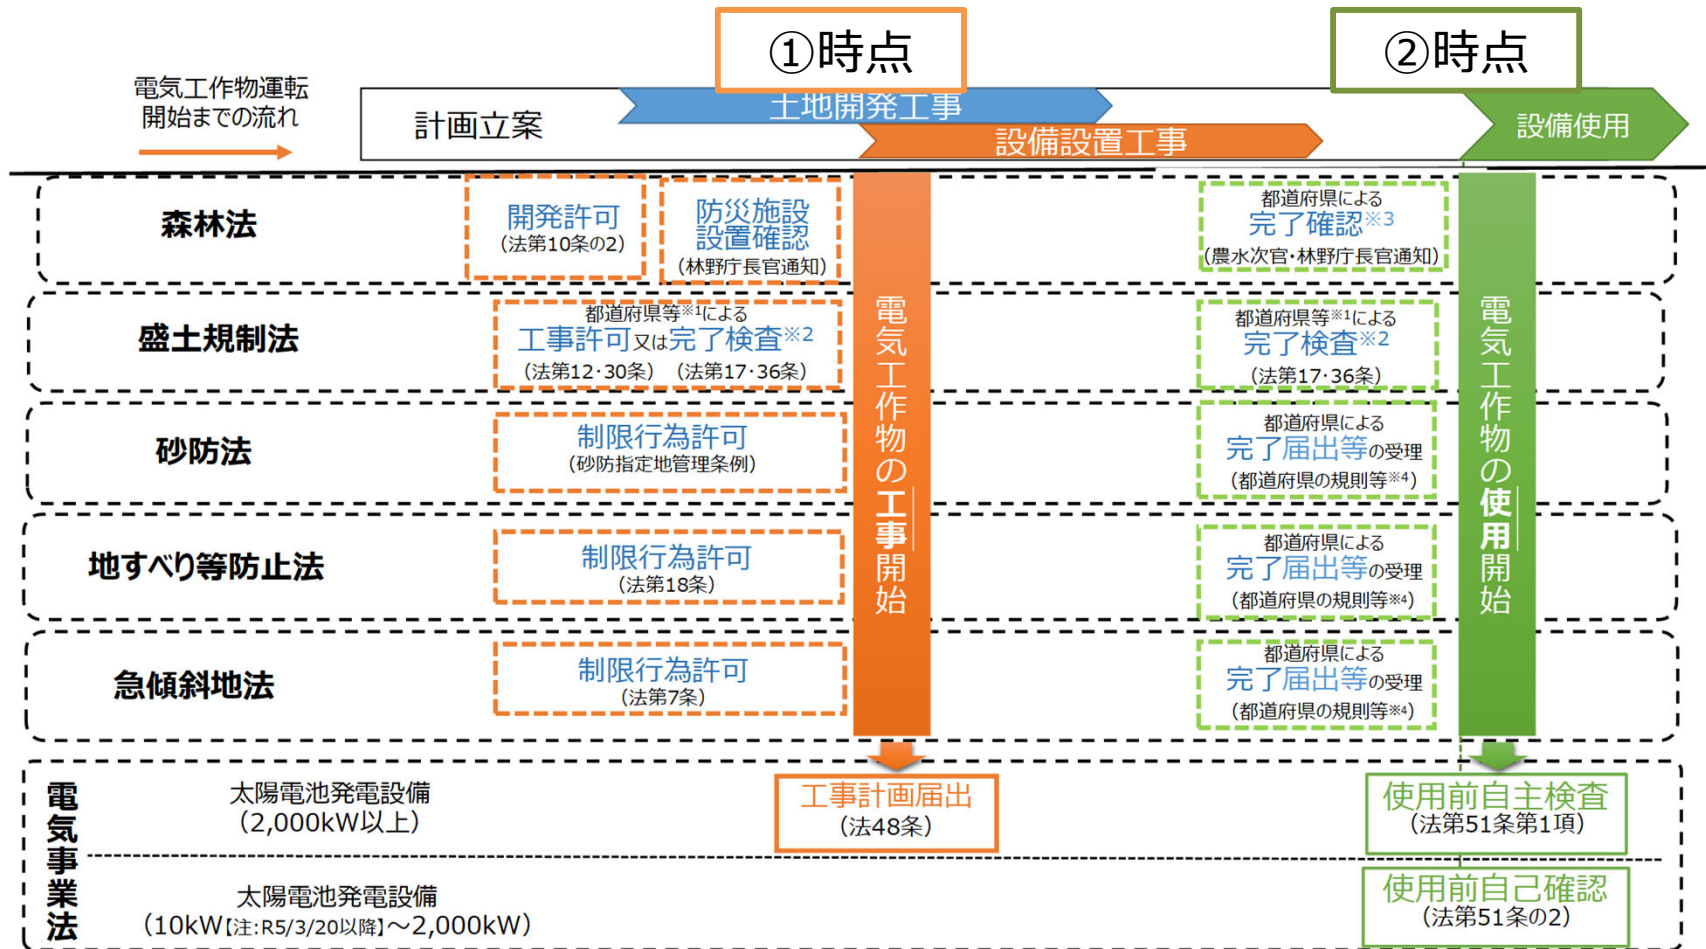 ①時点
②時点
電気工作物運転
開始までの流れ
計画立案
土地開発工事
設備設置工事
設備使用
森林法
開発許可
(法第10条の2)
防災施設
設置確認
(林野庁長官通知)
都道府県による
完了確認※3
(農水次官・林野庁長官通知)
盛土規制法
都道府県等※1による
工事許可又は完了検査※2
(法第12・30条) (法第17・36条)
都道府県等※1による
完了検査※2
(法第17・36条)
砂防法
制限行為許可
(砂防指定地管理条例)
都道府県による
完了届出等の受理
(都道府県の規則等※4)
地すべり等防止法
制限行為許可
(法第18条)
都道府県による
完了届出等の受理
(都道府県の規則等※4)
急傾斜地法
制限行為許可
(法第7条)
都道府県による
完了届出等の受理
(都道府県の規則等※4)
電気工作物の工事開始
電気工作物の使用開始
電気事業法
太陽電池発電設備
(2,000kW以上)
工事計画届出
(法48条)
使用前自主検査
(法第51条第1項)
太陽電池発電設備
(10kW【注:R5/3/20以降】~2,000kW)
使用前自己確認
(法第51条の2)